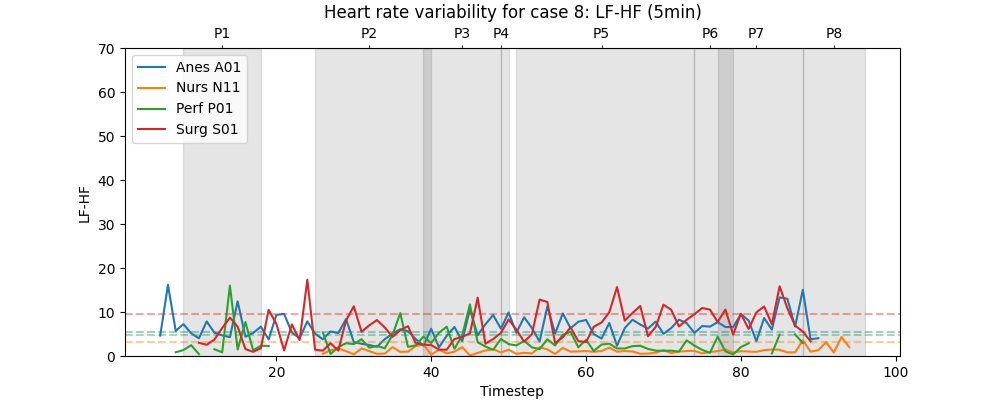 Heart rate variability for case 8: LF-HF (5min)
P1 P2 P3 P4 P5 P6 P7 P8
70
60
50
40
30
20
10
0
LF-HF
Anes A01
Nurs N11
Perf P01
Surg S01
20 40 60 80 100
Timestep